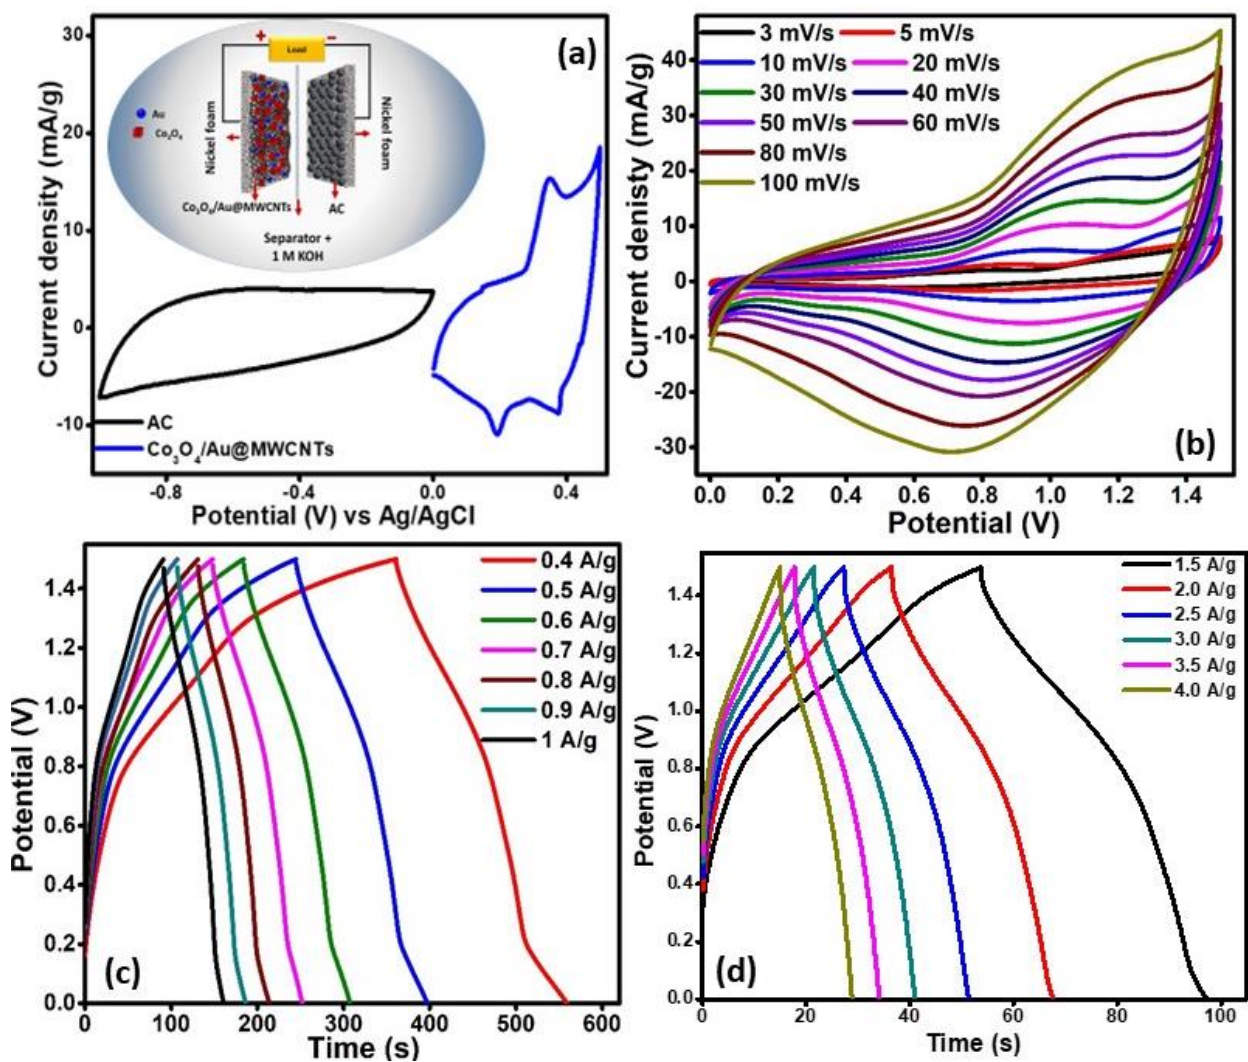 (a)
30
20
10
0
-10
Current density (mA/g)
-0.8
-0.4
0.0
0.4
Potential (V) vs Ag/AgCl
+
−
Load
Au
Co₃O₄
Nickel foam
Nickel foam
Co₃O₄/Au@MWCNTs
AC
Separator +
1 M KOH
AC
Co₃O₄/Au@MWCNTs
(b)
3 mV/s
5 mV/s
10 mV/s
20 mV/s
30 mV/s
40 mV/s
50 mV/s
60 mV/s
80 mV/s
100 mV/s
40
30
20
10
0
-10
-20
-30
Current denisty (mA/g)
0.0
0.2
0.4
0.6
0.8
1.0
1.2
1.4
Potential (V)
(c)
0.4 A/g
0.5 A/g
0.6 A/g
0.7 A/g
0.8 A/g
0.9 A/g
1 A/g
1.4
1.2
1.0
0.8
0.6
0.4
0.2
0.0
Potential (V)
0
100
200
300
400
500
600
Time (s)
(d)
1.5 A/g
2.0 A/g
2.5 A/g
3.0 A/g
3.5 A/g
4.0 A/g
1.4
1.2
1.0
0.8
0.6
0.4
0.2
0.0
Potential (V)
0
20
40
60
80
100
Time (s)